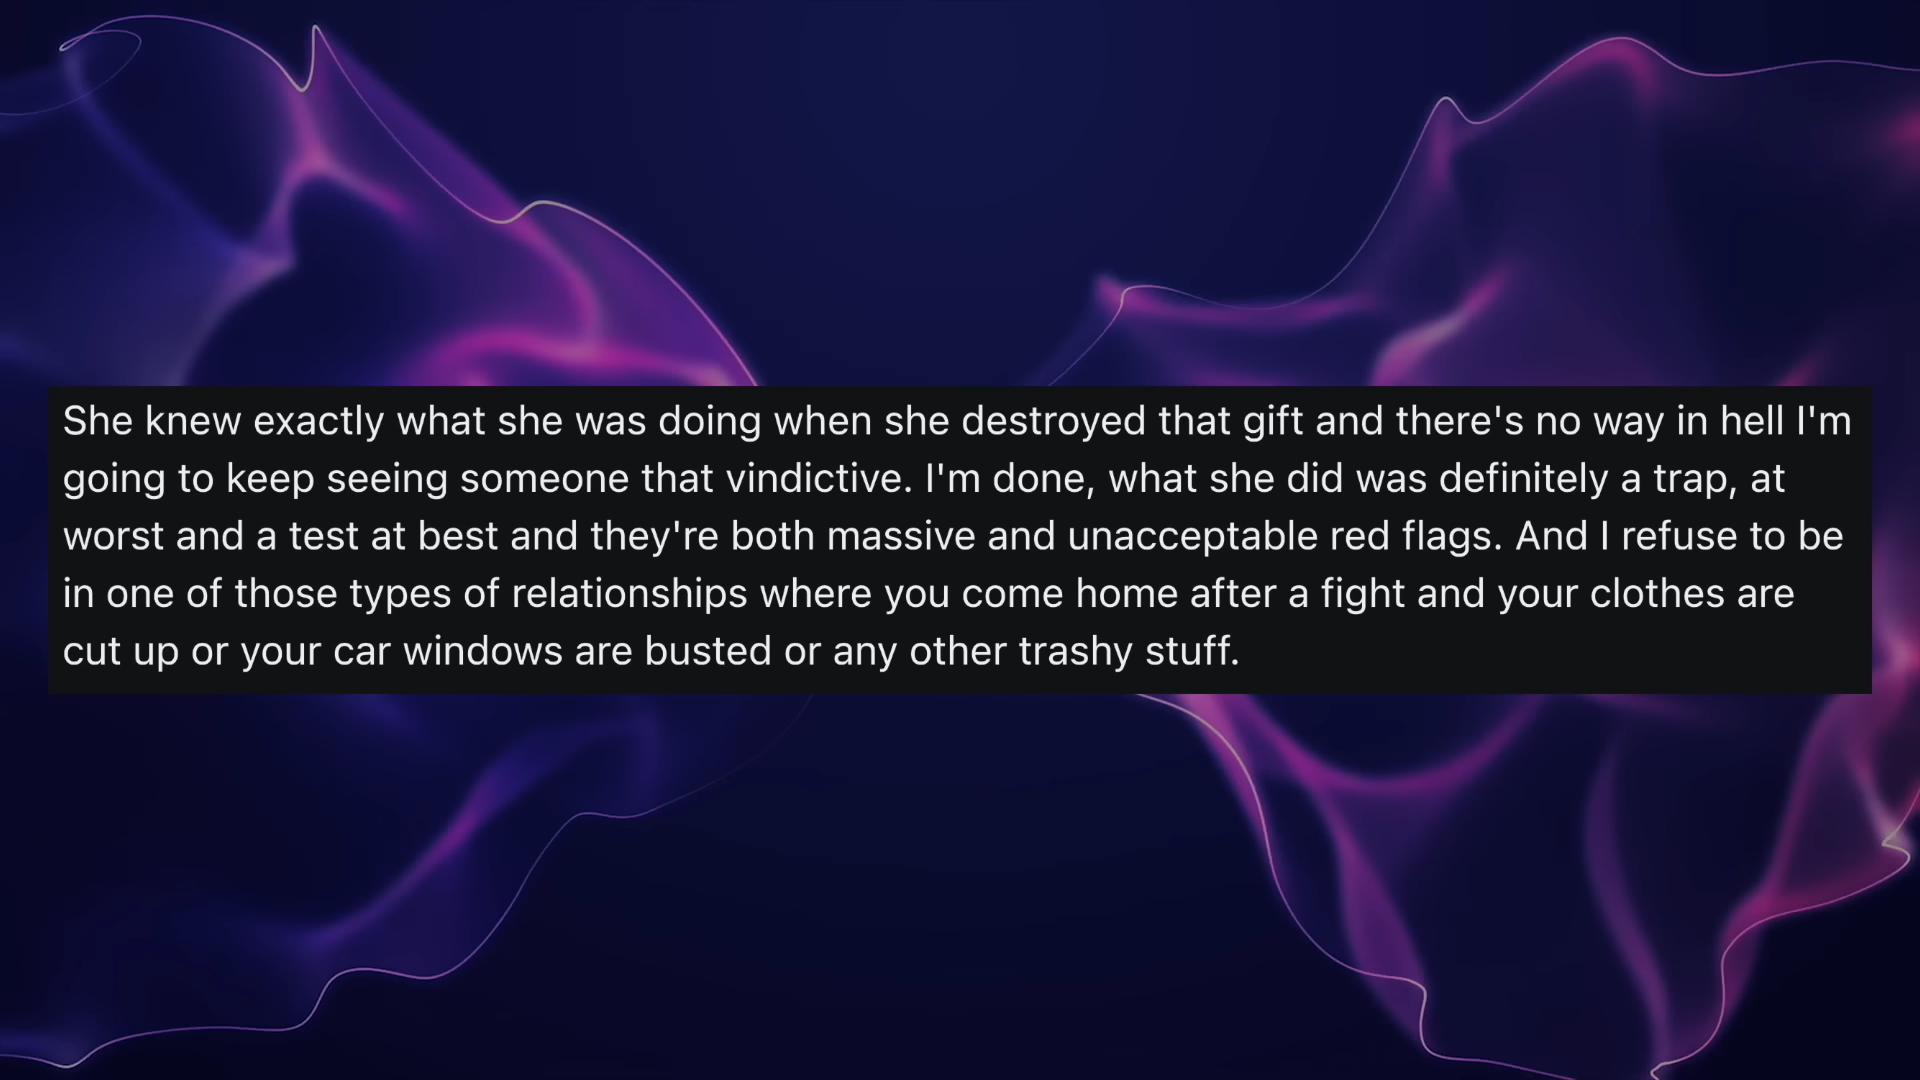 She knew exactly what she was doing when she destroyed that gift and there's no way in hell I'm
going to keep seeing someone that vindictive. I'm done, what she did was definitely a trap, at
worst and a test at best and they're both massive and unacceptable red flags. And I refuse to be
in one of those types of relationships where you come home after a fight and your clothes are
cut up or your car windows are busted or any other trashy stuff.